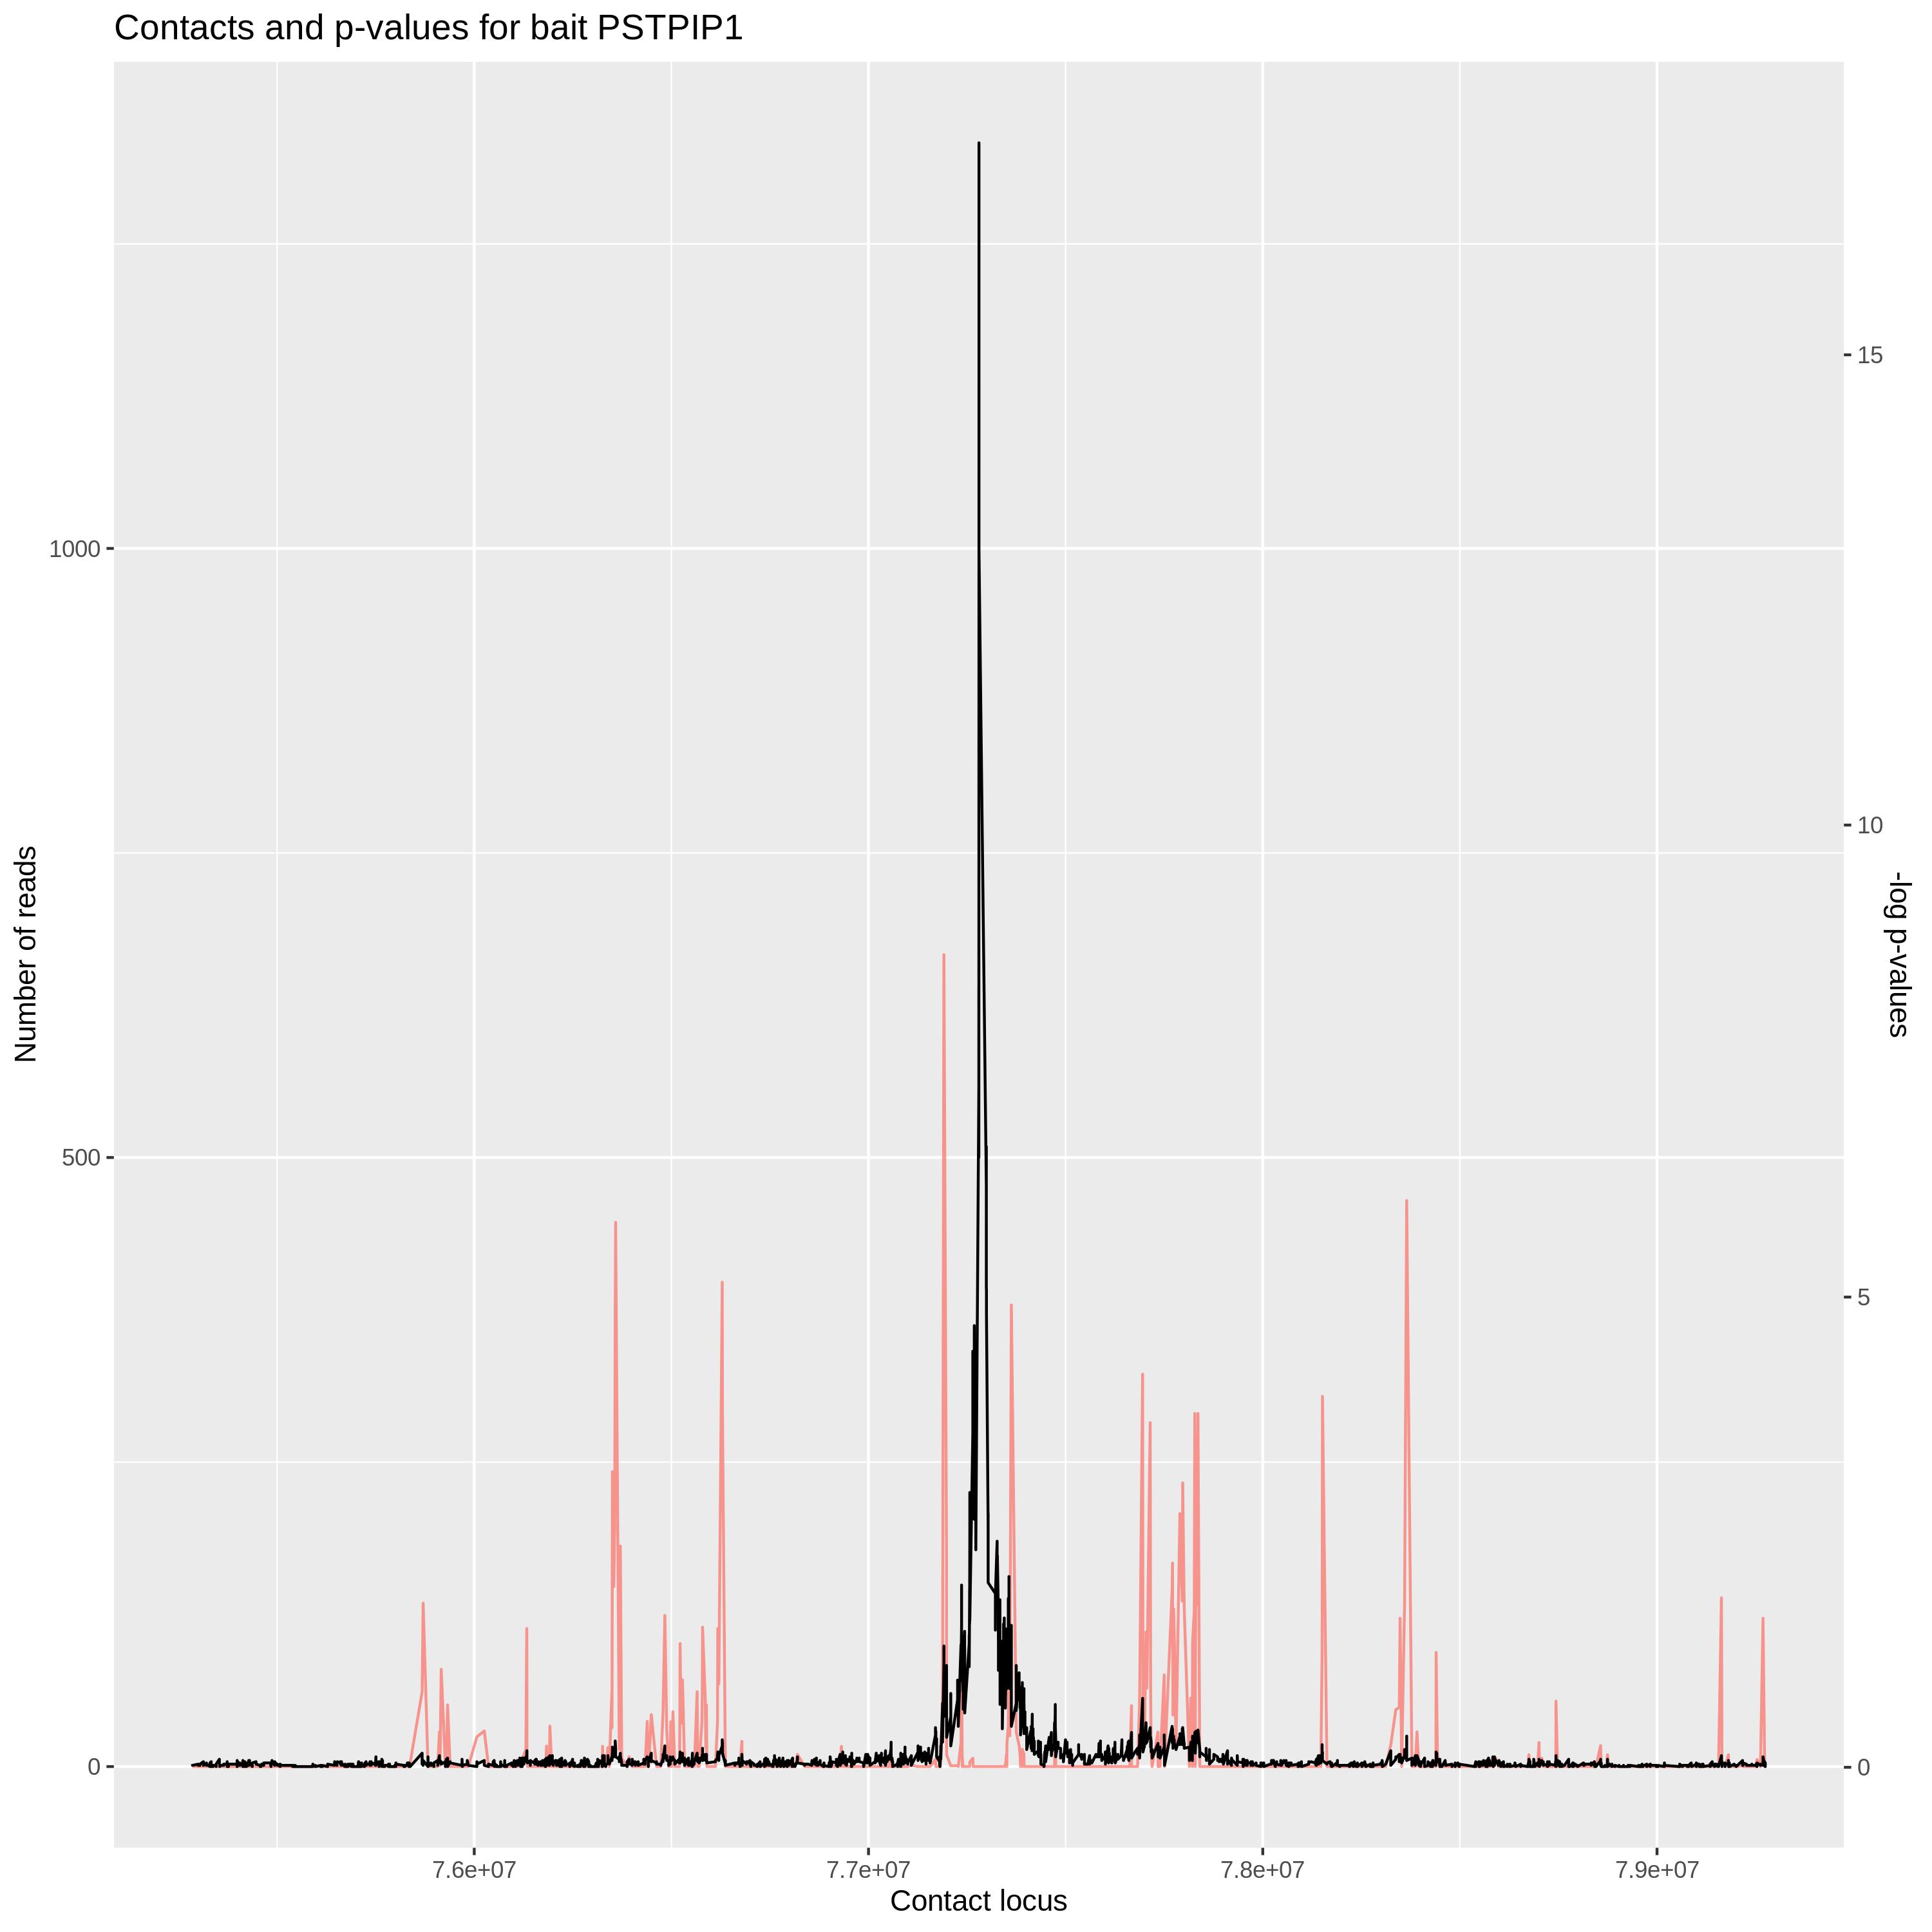 Contacts and p-values for bait PSTPIP1
Number of reads
1000
500
0
15
10
5
0
-log p-values
7.6e+07
7.7e+07
7.8e+07
7.9e+07
Contact locus